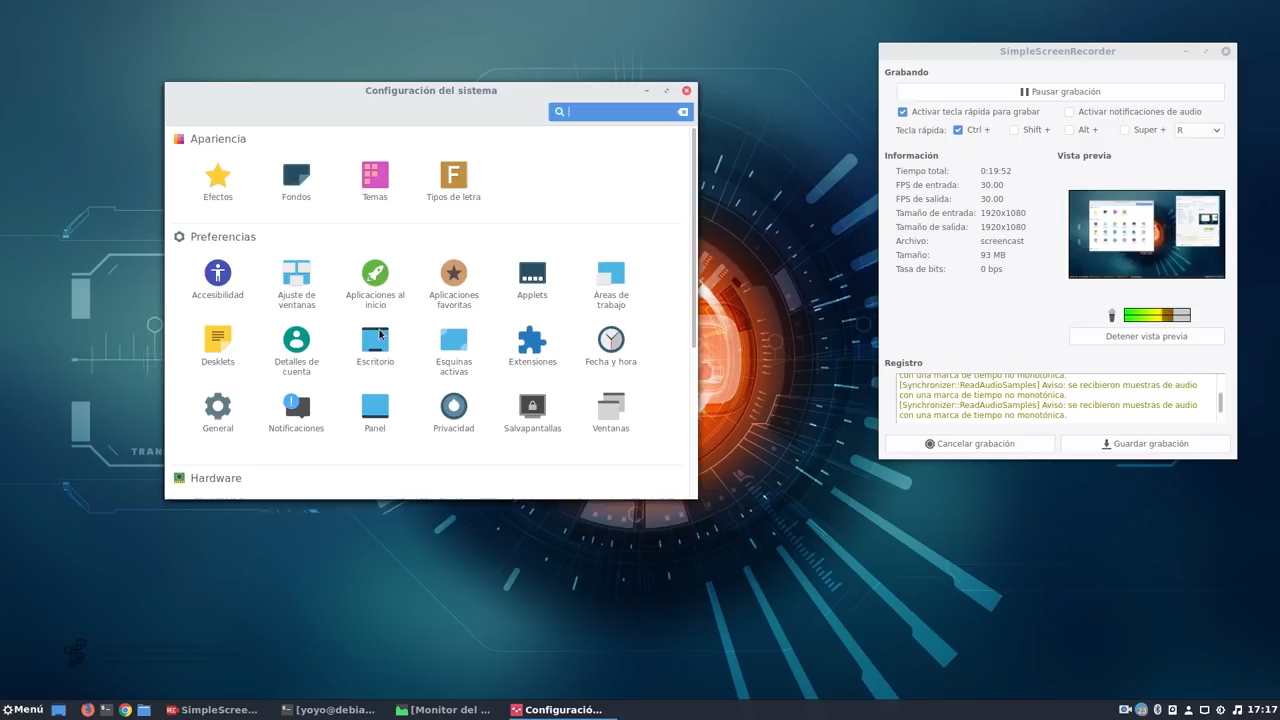 Configuración del sistema
Apariencia
Efectos
Fondos
Temas
Tipos de letra
Preferencias
Accesibilidad
Ajuste de
ventanas
Aplicaciones al
inicio
Aplicaciones
favoritas
Applets
Áreas de
trabajo
Desklets
Detalles de
cuenta
Escritorio
Esquinas
activas
Extensiones
Fecha y hora
General
Notificaciones
Panel
Privacidad
Salvapantallas
Ventanas
Hardware
SimpleScreenRecorder
Grabando
Pausar grabación
Activar tecla rápida para grabar
Activar notificaciones de audio
Tecla rápida: Ctrl + Shift + Alt + Super + R
Información
Vista previa
Tiempo total: 0:19:52
FPS de entrada: 30.00
FPS de salida: 30.00
Tamaño de entrada: 1920x1080
Tamaño de salida: 1920x1080
Archivo: screencast
Tamaño: 93 MB
Tasa de bits: 0 bps
Detener vista previa
Registro
con una marca de tiempo no monotónica.
[Synchronizer::ReadAudioSamples] Aviso: se recibieron muestras de audio
con una marca de tiempo no monotónica.
[Synchronizer::ReadAudioSamples] Aviso: se recibieron muestras de audio
con una marca de tiempo no monotónica.
Cancelar grabación
Guardar grabación
TRAN
Menú
SimpleScree...
[yoyo@debia...
[Monitor del ...
Configuració...
17:17